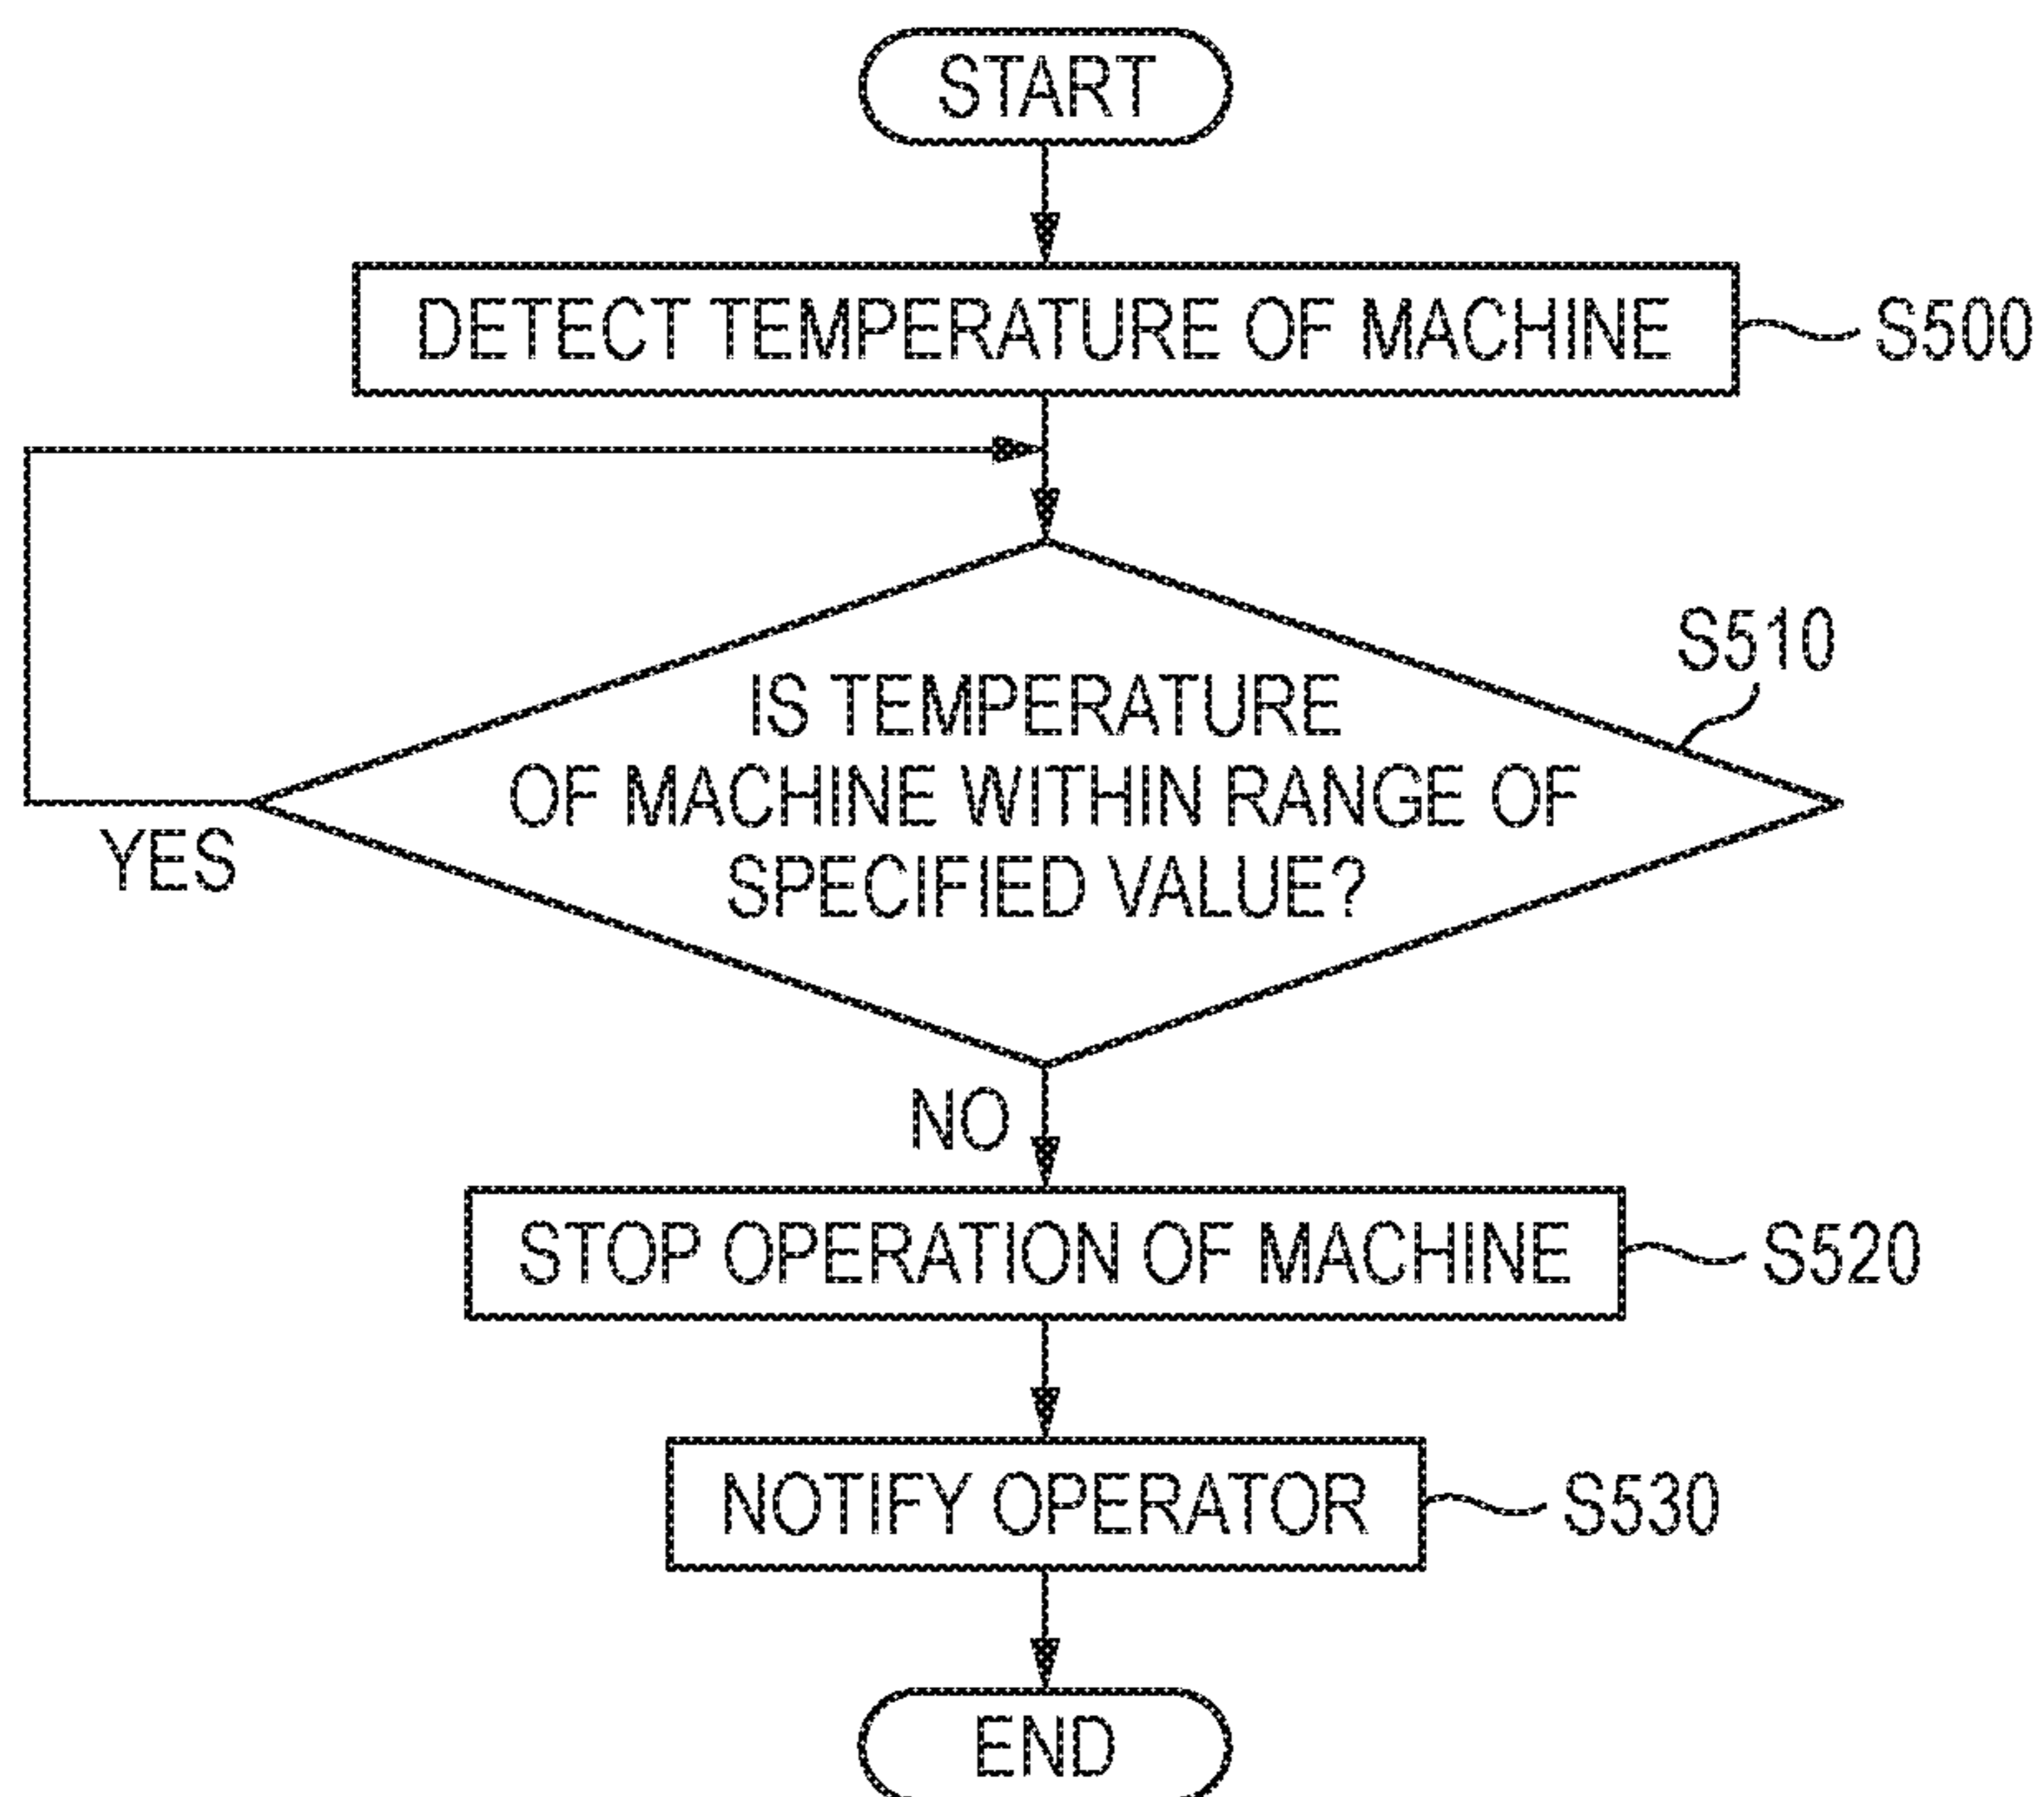 START
DETECT TEMPERATURE OF MACHINE
S500
S510
IS TEMPERATURE
OF MACHINE WITHIN RANGE OF
SPECIFIED VALUE?
YES
NO
STOP OPERATION OF MACHINE
S520
NOTIFY OPERATOR
S530
END